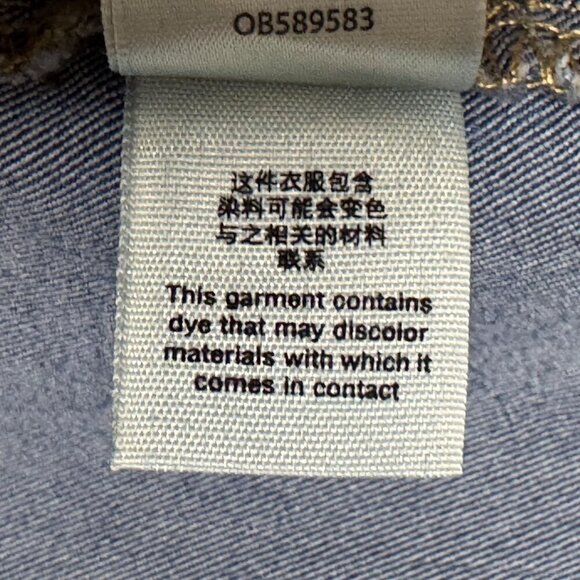 OB589583
这件衣服包含
染料可能会变色
与之相关的材料
联系
This garment contains
dye that may discolor
materials with which it
comes in contact